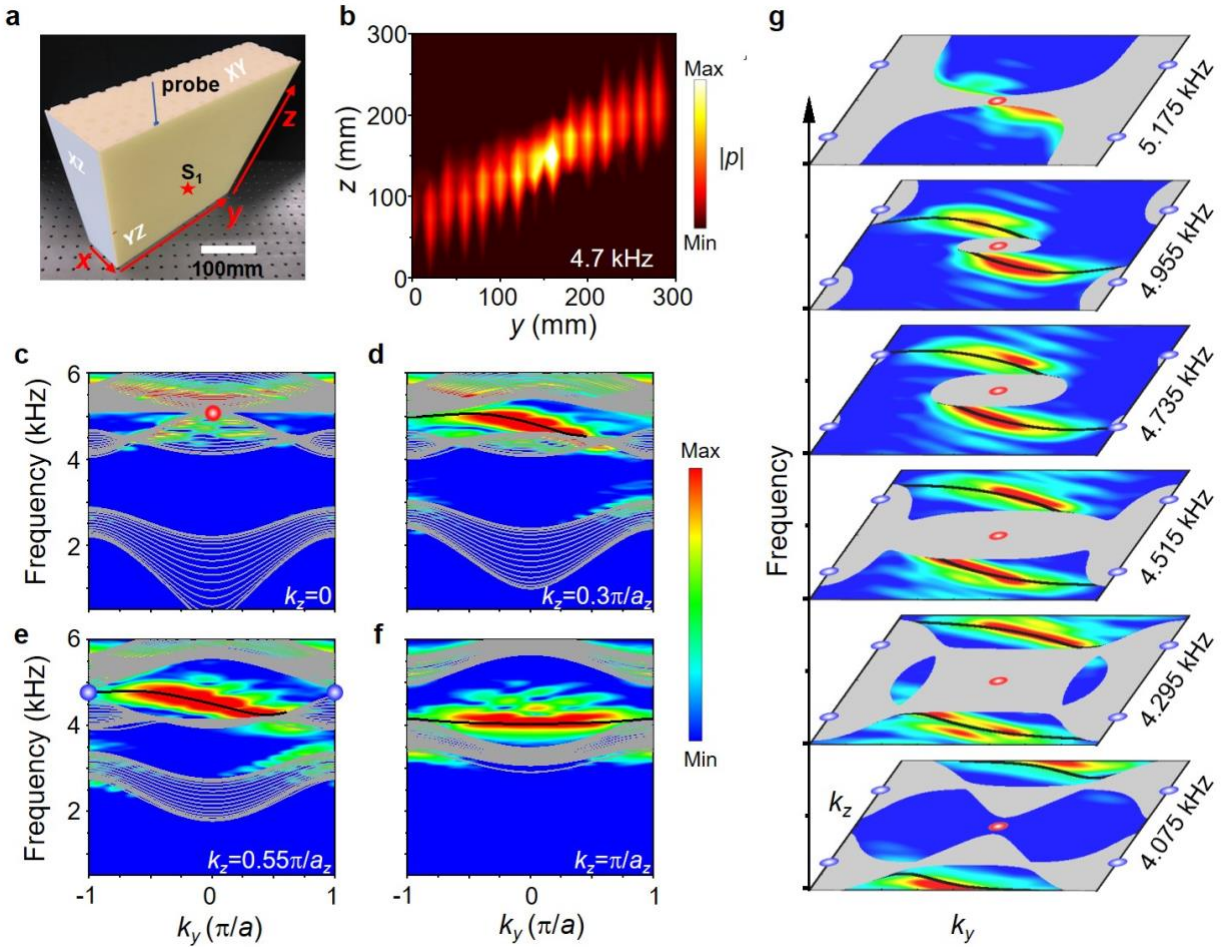 a
XY
probe
XZ
S1
z
YZ
y
x
100mm
b
300
200
100
0
z (mm)
0 100 200 300
y (mm)
4.7 kHz
Max
|p|
Min
c
6
4
2
Frequency (kHz)
kz=0
d
kz=0.3π/az
e
6
4
2
Frequency (kHz)
kz=0.55π/az
-1 0 1
ky (π/a)
f
kz=π/az
-1 0 1
ky (π/a)
Max
Min
g
Frequency
5.175 kHz
4.955 kHz
4.735 kHz
4.515 kHz
4.295 kHz
4.075 kHz
kz
ky